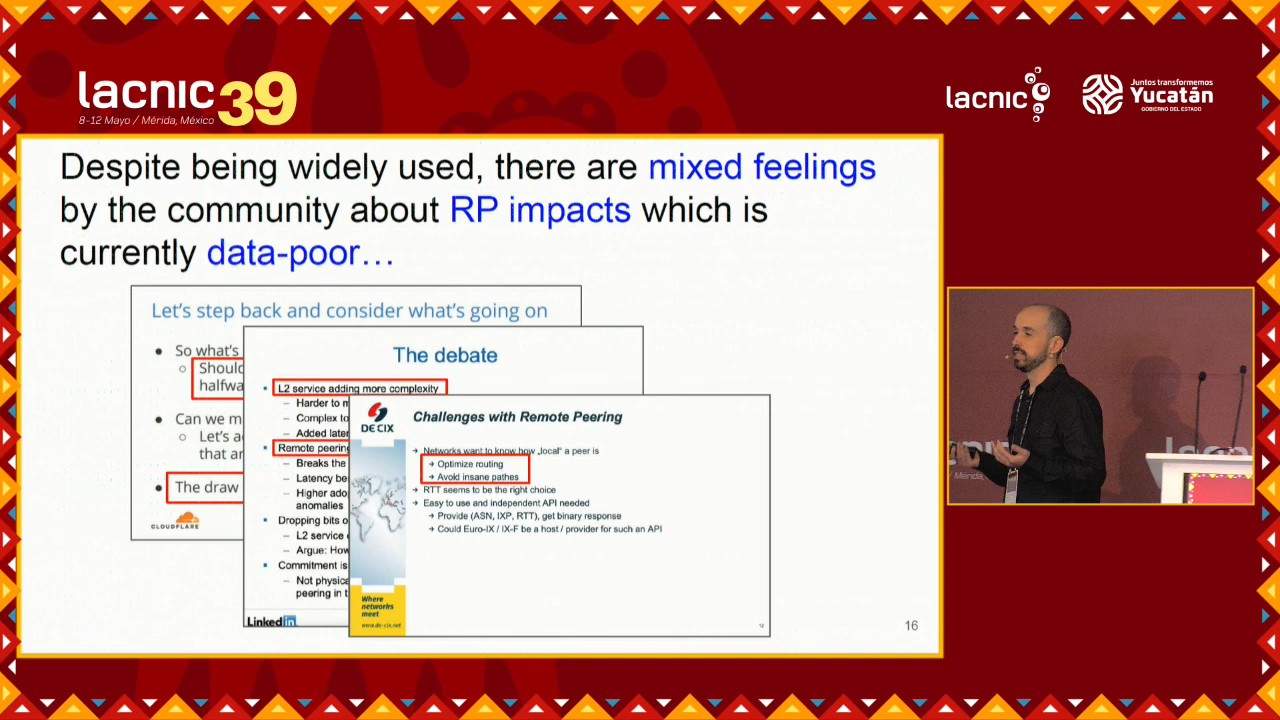 lacnic 39
8-12 Mayo / Mérida, México
lacnic
Juntos transformemos
Yucatán
GOBIERNO DEL ESTADO
Despite being widely used, there are mixed feelings
by the community about RP impacts which is
currently data-poor…
Let's step back and consider what's going on
So what's
Should
halfwa
Can we m
Let's a
that ar
The draw
CLOUDFLARE
The debate
L2 service adding more complexity
Harder to m
Complex to
Added later
Remote peering
Breaks the
Latency be
Higher ado
anomalies
Dropping bits o
L2 service
Argue: How
Commitment is
Not physica
peering in t
LinkedIn
DE CIX
Challenges with Remote Peering
Networks want to know how „local" a peer is
Optimize routing
Avoid insane pathes
RTT seems to be the right choice
Easy to use and independent API needed
Provide (ASN, IXP, RTT), get binary response
Could Euro-IX / IX-F be a host / provider for such an API
Where
networks
meet
www.de-cix.net
12
16